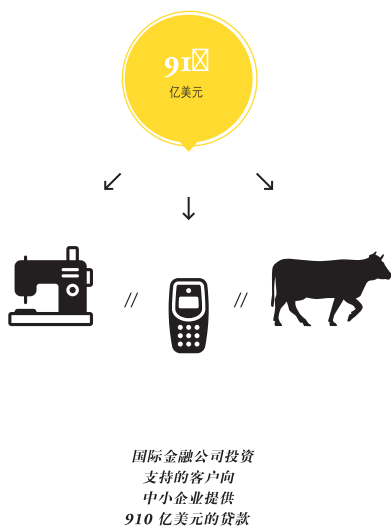 91
亿美元
//
//
国际金融公司投资
支持的客户向
中小企业提供
910 亿美元的贷款